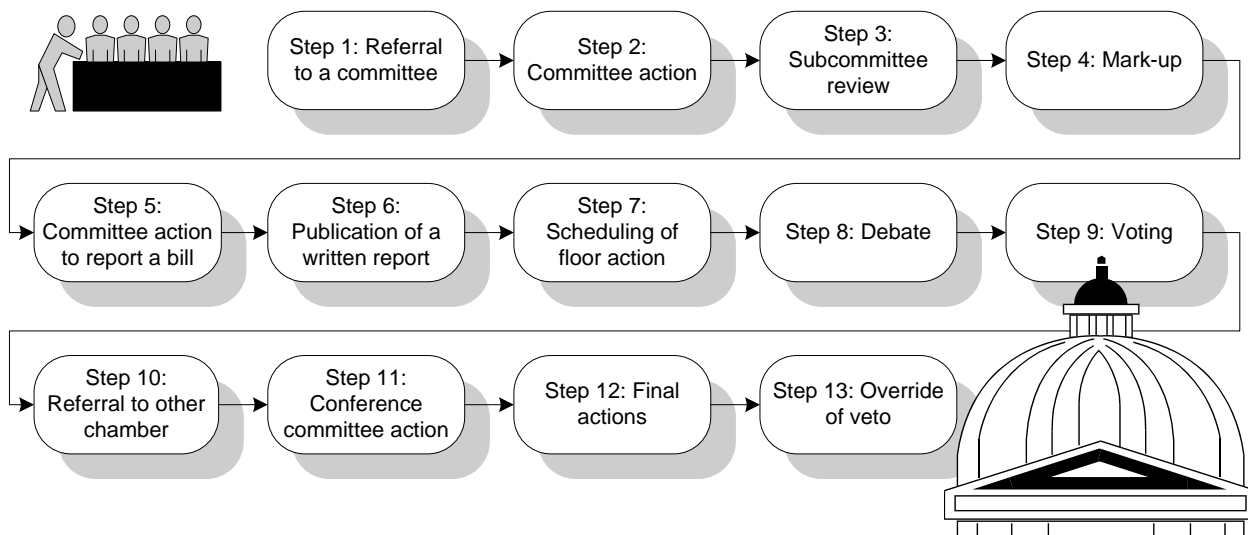 Step 1: Referral
to a committee
Step 2:
Committee action
Step 3:
Subcommittee
review
Step 4: Mark-up
Step 5:
Committee action
to report a bill
Step 6:
Publication of a
written report
Step 7:
Scheduling of
floor action
Step 8: Debate
Step 9: Voting
Step 10:
Referral to other
chamber
Step 11:
Conference
committee action
Step 12: Final
actions
Step 13: Override
of veto